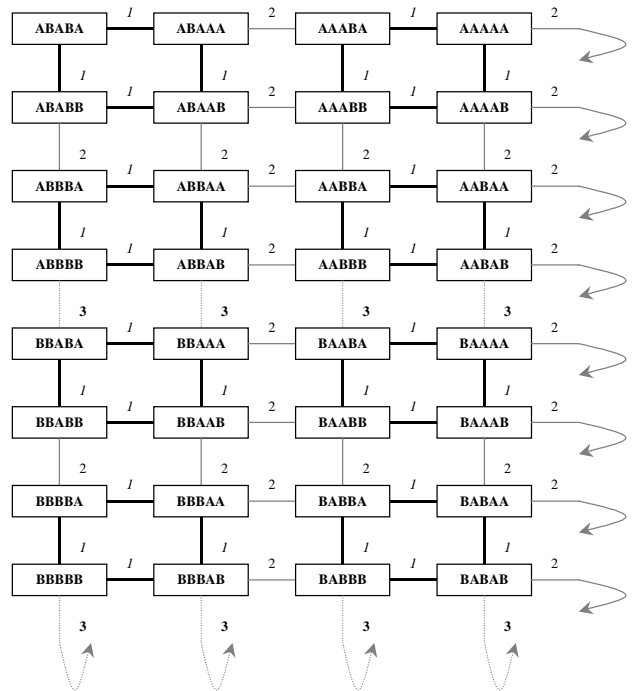 1 2 1 2
ABABA ABAAA AAABA AAAAA
1 1 1 1
1 2 1 2
ABABB ABAAB AAABB AAAAB
2 2 2 2
1 2 1 2
ABBBA ABBAA AABBA AABAA
1 1 1 1
1 2 1 2
ABBBB ABBAB AABBB AABAB
3 3 3 3
1 2 1 2
BBABA BBAAA BAABA BAAAA
1 1 1 1
1 2 1 2
BBABB BBAAB BAABB BAAAB
2 2 2 2
1 2 1 2
BBBBA BBBAA BABBA BABAA
1 1 1 1
1 2 1 2
BBBBB BBBAB BABBB BABAB
3 3 3 3